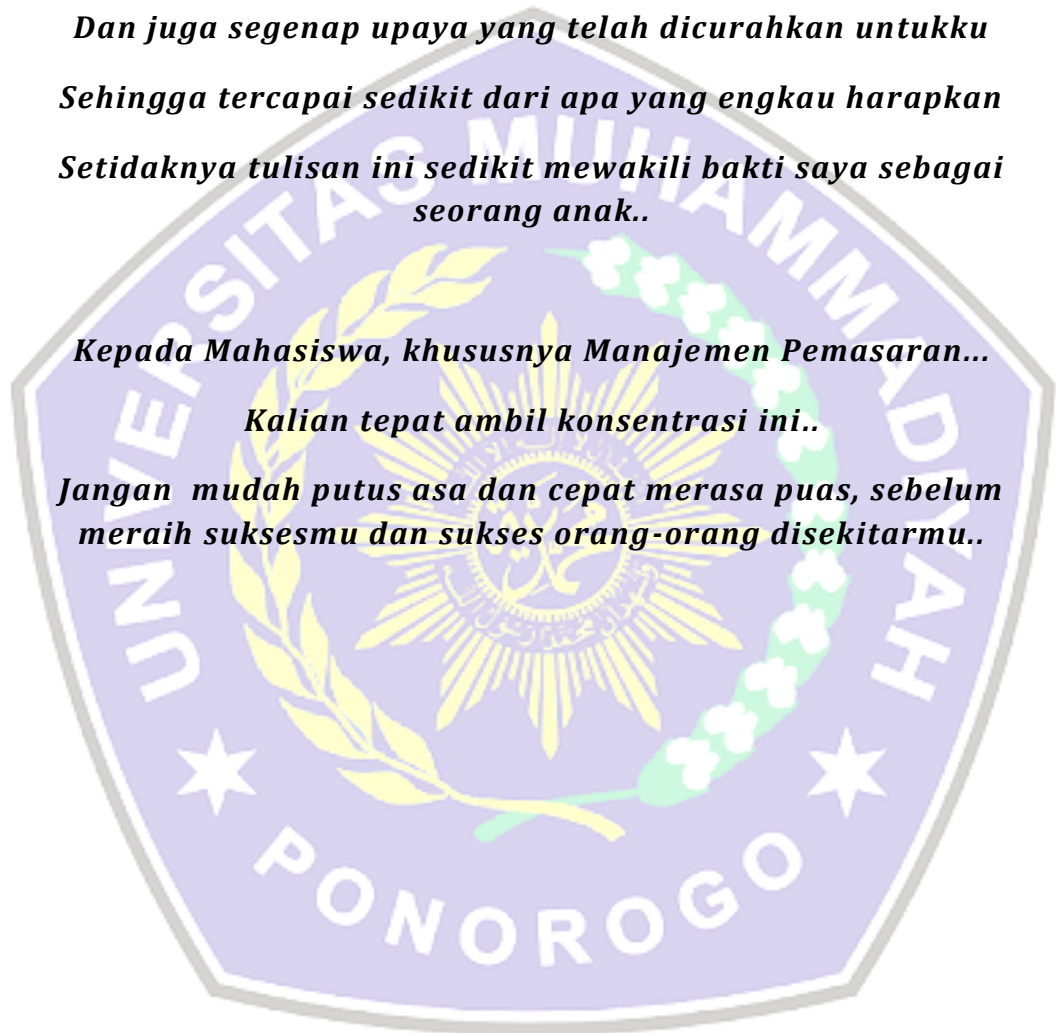 Dan juga segenap upaya yang telah dicurahkan untukku
Sehingga tercapai sedikit dari apa yang engkau harapkan
Setidaknya tulisan ini sedikit mewakili bakti saya sebagai
seorang anak..
Kepada Mahasiswa, khususnya Manajemen Pemasaran...
Kalian tepat ambil konsentrasi ini..
Jangan  mudah putus asa dan cepat merasa puas, sebelum
meraih suksesmu dan sukses orang-orang disekitarmu..
UNIVERSITAS MUHAMMADIYAH
PONOROGO